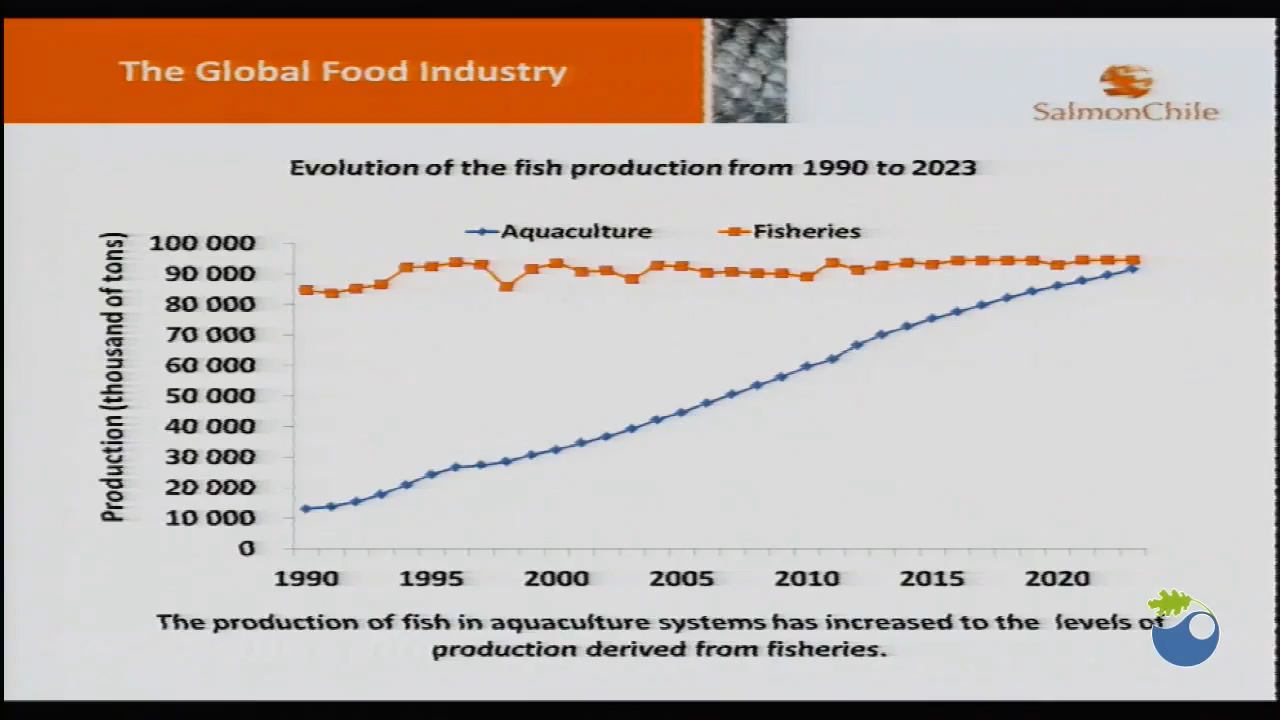 The Global Food Industry
SalmonChile
Evolution of the fish production from 1990 to 2023
Aquaculture
Fisheries
Production (thousand of tons)
100 000
90 000
80 000
70 000
60 000
50 000
40 000
30 000
20 000
10 000
0
1990 1995 2000 2005 2010 2015 2020
The production of fish in aquaculture systems has increased to the levels of
production derived from fisheries.